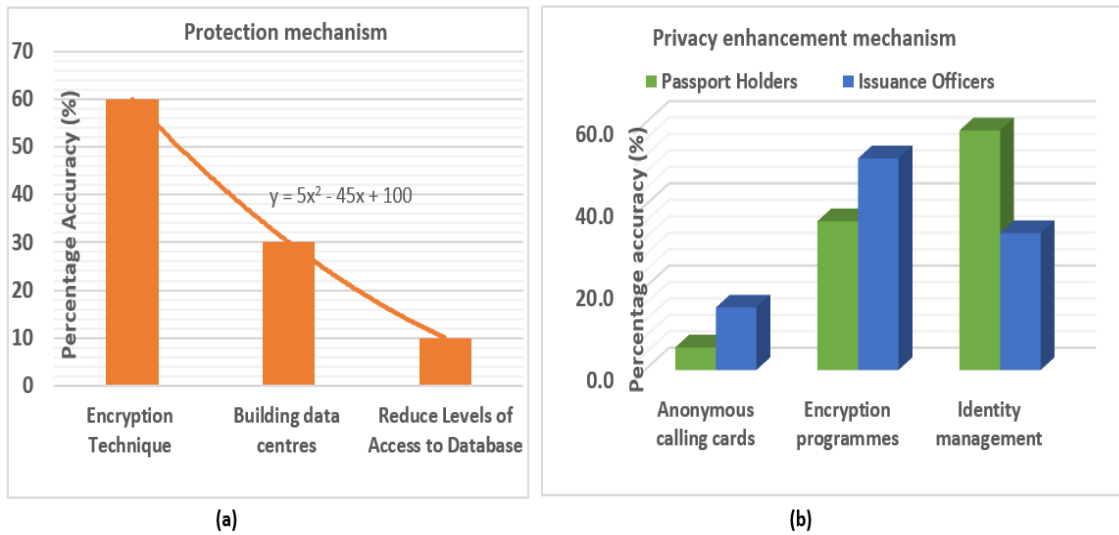 Protection mechanism
70
60
50
40
30
20
10
0
Percentage Accuracy (%)
y = 5x² - 45x + 100
Encryption
Technique
Building data
centres
Reduce Levels of
Access to Database
(a)
Privacy enhancement mechanism
Passport Holders
Issuance Officers
60.0
40.0
20.0
0.0
Percentage accuracy (%)
Anonymous
calling cards
Encryption
programmes
Identity
management
(b)